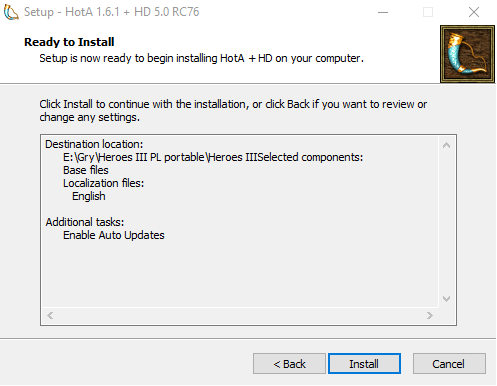 Setup - HotA 1.6.1 + HD 5.0 RC76
Ready to Install
Setup is now ready to begin installing HotA + HD on your computer.
Click Install to continue with the installation, or click Back if you want to review or
change any settings.
Destination location:
E:\Gry\Heroes III PL portable\Heroes IIISelected components:
Base files
Localization files:
English
Additional tasks:
Enable Auto Updates
< Back
Install
Cancel